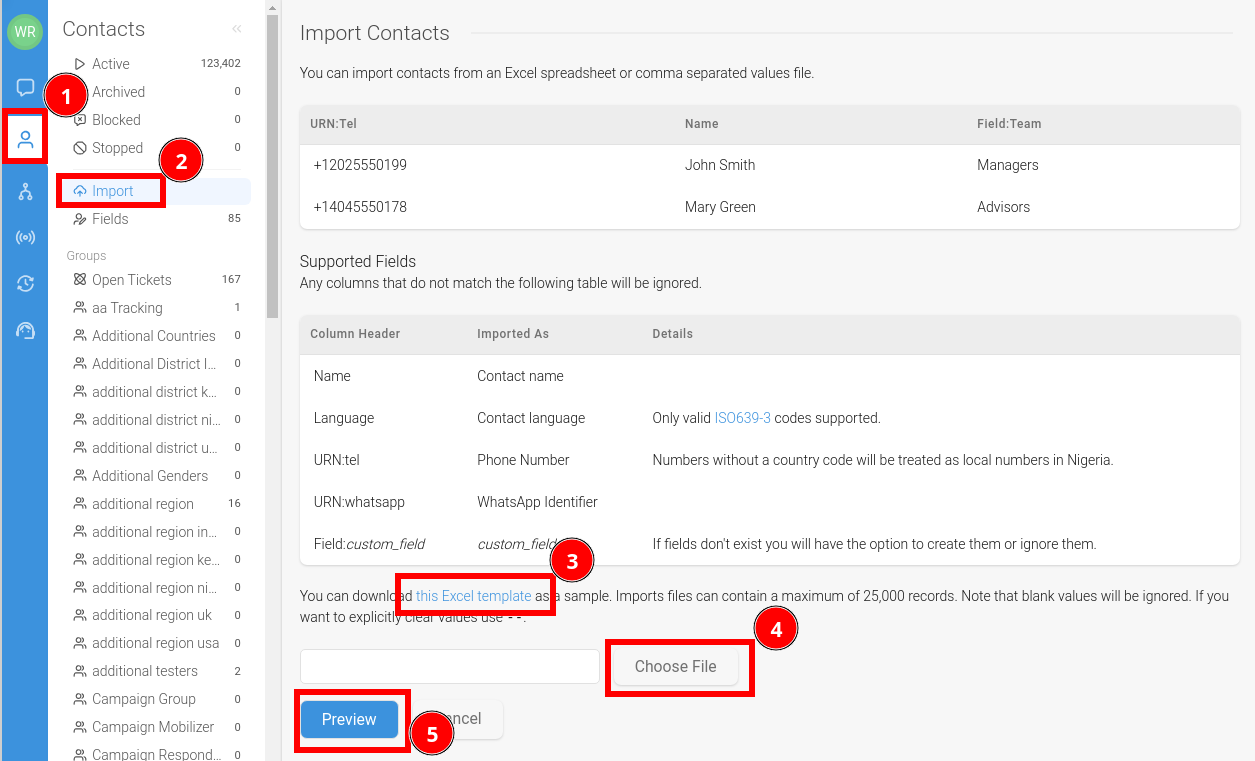 WR
Contacts
Active 123,402
Archived 0
Blocked 0
Stopped 0
Import
Fields 85
Groups
Open Tickets 167
aa Tracking 1
Additional Countries 0
Additional District I... 0
additional district k... 0
additional district ni... 0
additional district u... 0
Additional Genders 0
additional region 16
additional region in... 0
additional region ke... 0
additional region ni... 0
additional region uk 0
additional region usa 0
additional testers 2
Campaign Group 0
Campaign Mobilizer 0
Campaign Respond... 0
1
2
Import Contacts
You can import contacts from an Excel spreadsheet or comma separated values file.
URN:Tel Name Field:Team
+12025550199 John Smith Managers
+14045550178 Mary Green Advisors
Supported Fields
Any columns that do not match the following table will be ignored.
Column Header Imported As Details
Name Contact name
Language Contact language Only valid ISO639-3 codes supported.
URN:tel Phone Number Numbers without a country code will be treated as local numbers in Nigeria.
URN:whatsapp WhatsApp Identifier
Field:custom_field custom_field If fields don't exist you will have the option to create them or ignore them.
3
You can download this Excel template as a sample. Imports files can contain a maximum of 25,000 records. Note that blank values will be ignored. If you
want to explicitly clear values use --.
4
Choose File
Preview
5